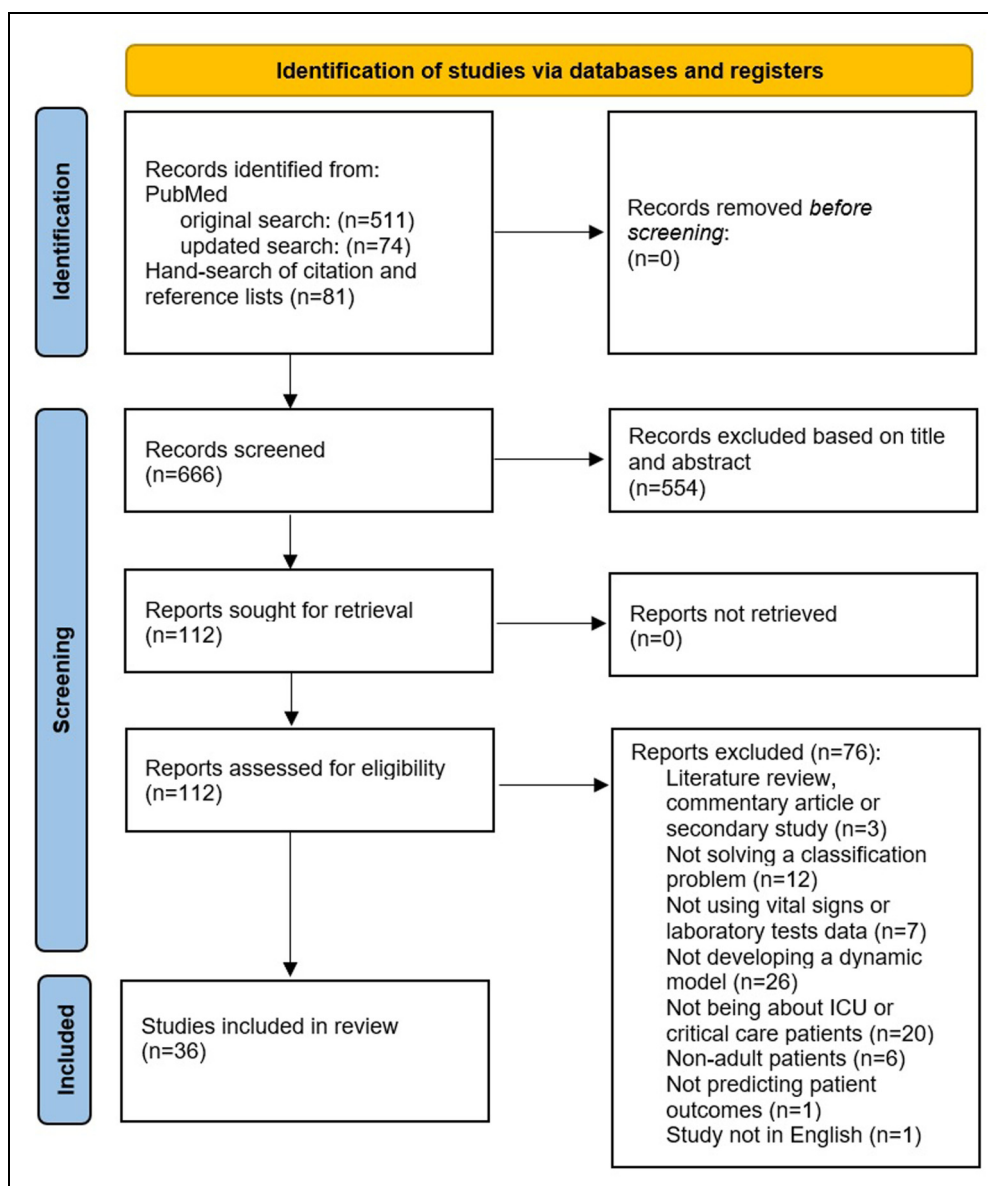 Identification of studies via databases and registers
Identification
Records identified from:
PubMed
original search: (n=511)
updated search: (n=74)
Hand-search of citation and
reference lists (n=81)
Records removed before
screening:
(n=0)
Screening
Records screened
(n=666)
Records excluded based on title
and abstract
(n=554)
Reports sought for retrieval
(n=112)
Reports not retrieved
(n=0)
Reports assessed for eligibility
(n=112)
Reports excluded (n=76):
Literature review,
commentary article or
secondary study (n=3)
Not solving a classification
problem (n=12)
Not using vital signs or
laboratory tests data (n=7)
Not developing a dynamic
model (n=26)
Not being about ICU or
critical care patients (n=20)
Non-adult patients (n=6)
Not predicting patient
outcomes (n=1)
Study not in English (n=1)
Included
Studies included in review
(n=36)